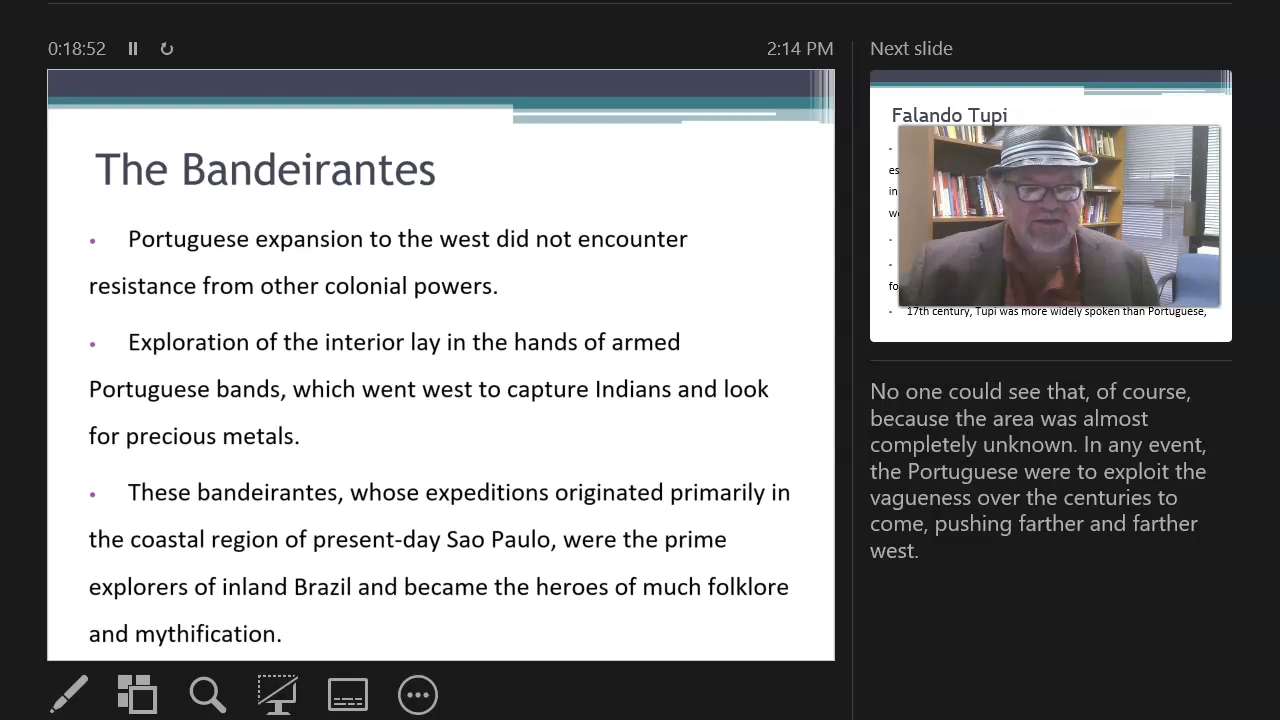 0:18:52
2:14 PM
Next slide
The Bandeirantes
• Portuguese expansion to the west did not encounter
resistance from other colonial powers.
• Exploration of the interior lay in the hands of armed
Portuguese bands, which went west to capture Indians and look
for precious metals.
• These bandeirantes, whose expeditions originated primarily in
the coastal region of present-day Sao Paulo, were the prime
explorers of inland Brazil and became the heroes of much folklore
and mythification.
Falando Tupi
17th century, Tupi was more widely spoken than Portuguese,
No one could see that, of course,
because the area was almost
completely unknown. In any event,
the Portuguese were to exploit the
vagueness over the centuries to
come, pushing farther and farther
west.